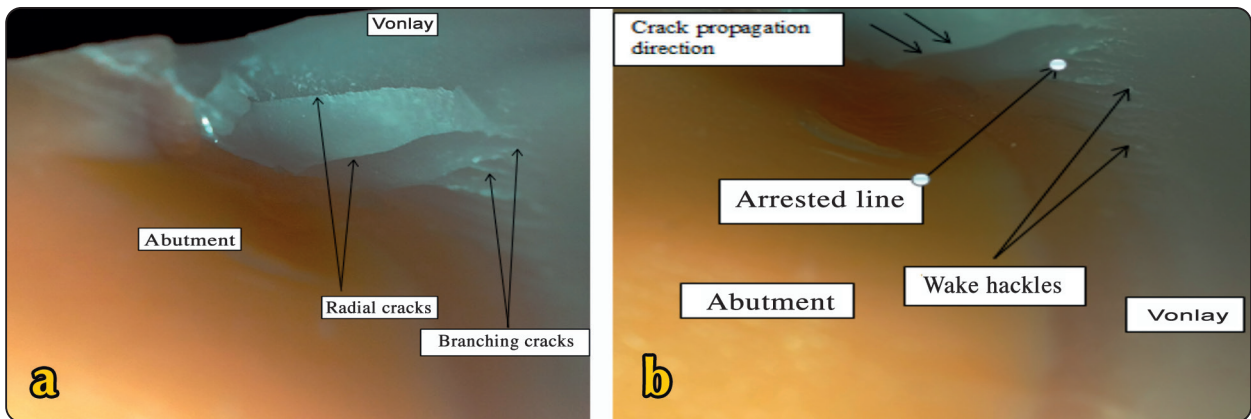 Vonlay
Abutment
Radial cracks
Branching cracks
a
Crack propagation
direction
Arrested line
Wake hackles
Abutment
Vonlay
b